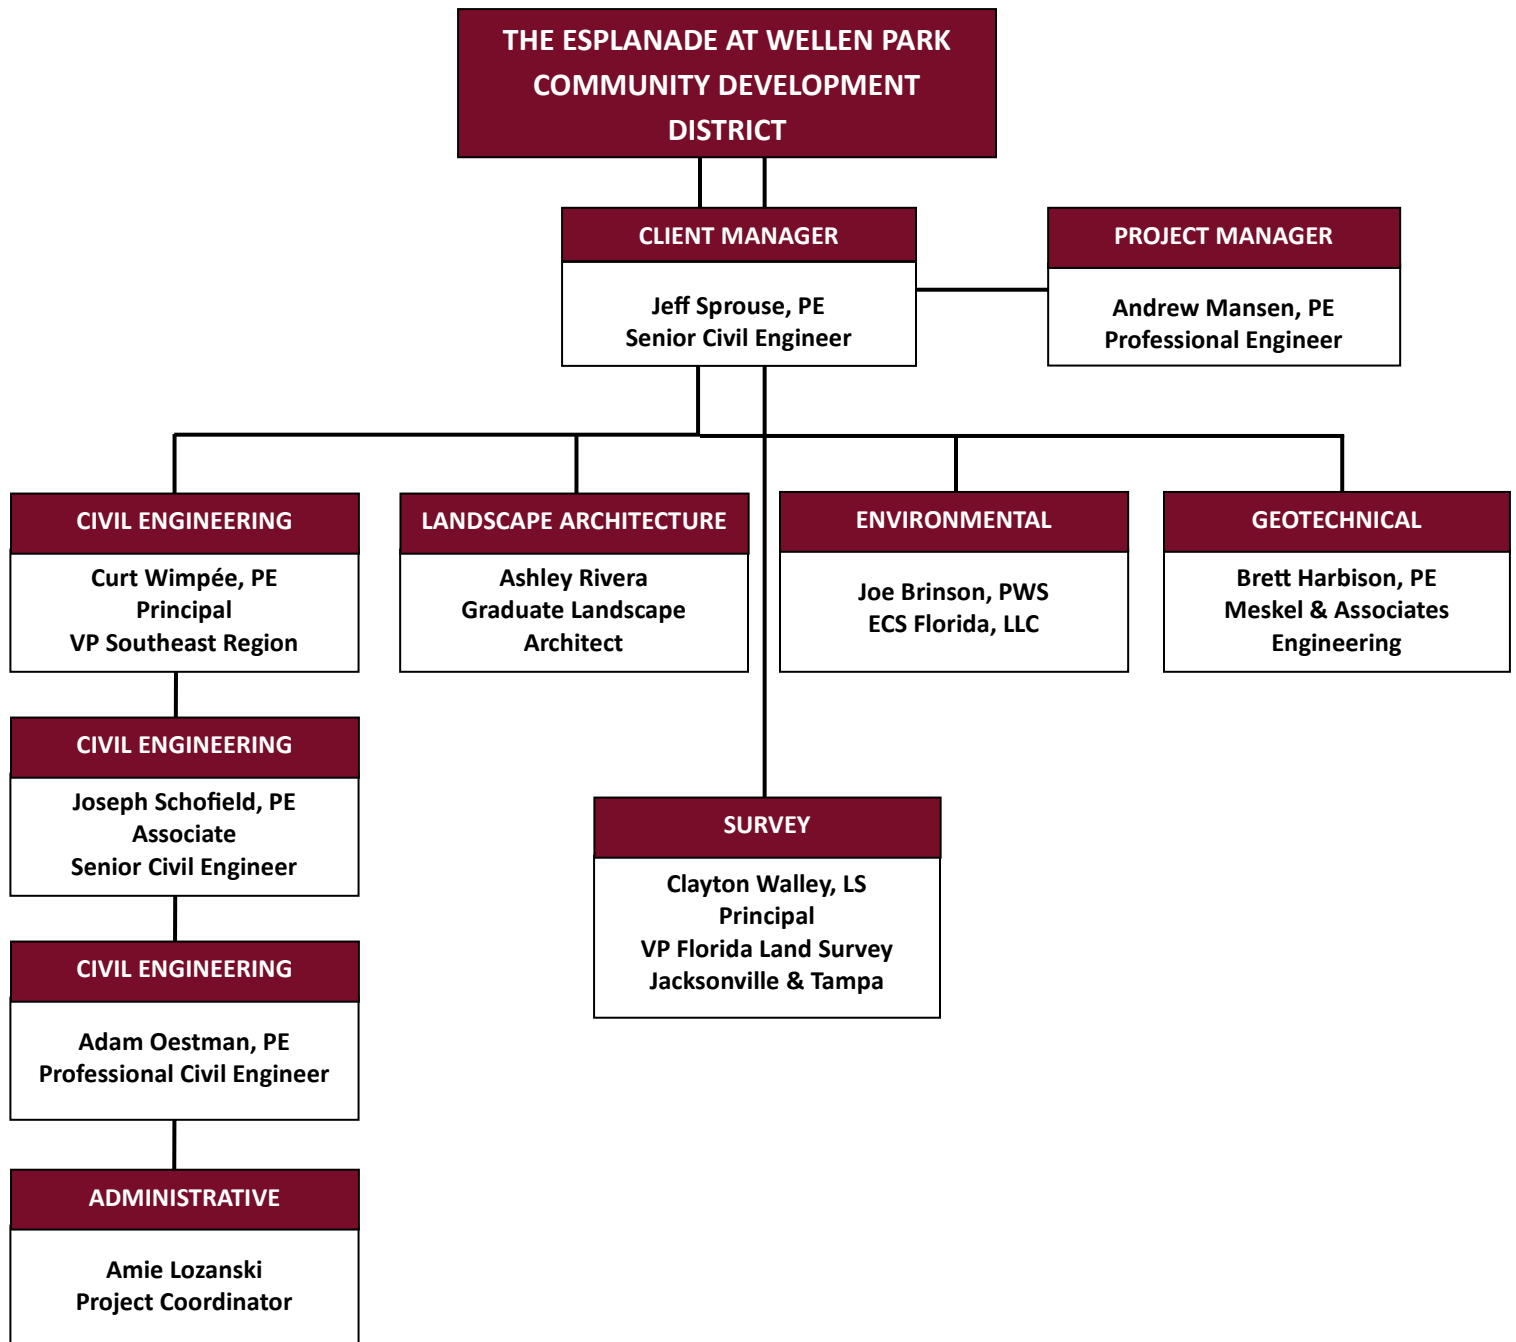 THE ESPLANADE AT WELLEN PARK
COMMUNITY DEVELOPMENT
DISTRICT
CLIENT MANAGER
Jeff Sprouse, PE
Senior Civil Engineer
PROJECT MANAGER
Andrew Mansen, PE
Professional Engineer
CIVIL ENGINEERING
Curt Wimpée, PE
Principal
VP Southeast Region
LANDSCAPE ARCHITECTURE
Ashley Rivera
Graduate Landscape
Architect
ENVIRONMENTAL
Joe Brinson, PWS
ECS Florida, LLC
GEOTECHNICAL
Brett Harbison, PE
Meskel & Associates
Engineering
CIVIL ENGINEERING
Joseph Schofield, PE
Associate
Senior Civil Engineer
SURVEY
Clayton Walley, LS
Principal
VP Florida Land Survey
Jacksonville & Tampa
CIVIL ENGINEERING
Adam Oestman, PE
Professional Civil Engineer
ADMINISTRATIVE
Amie Lozanski
Project Coordinator